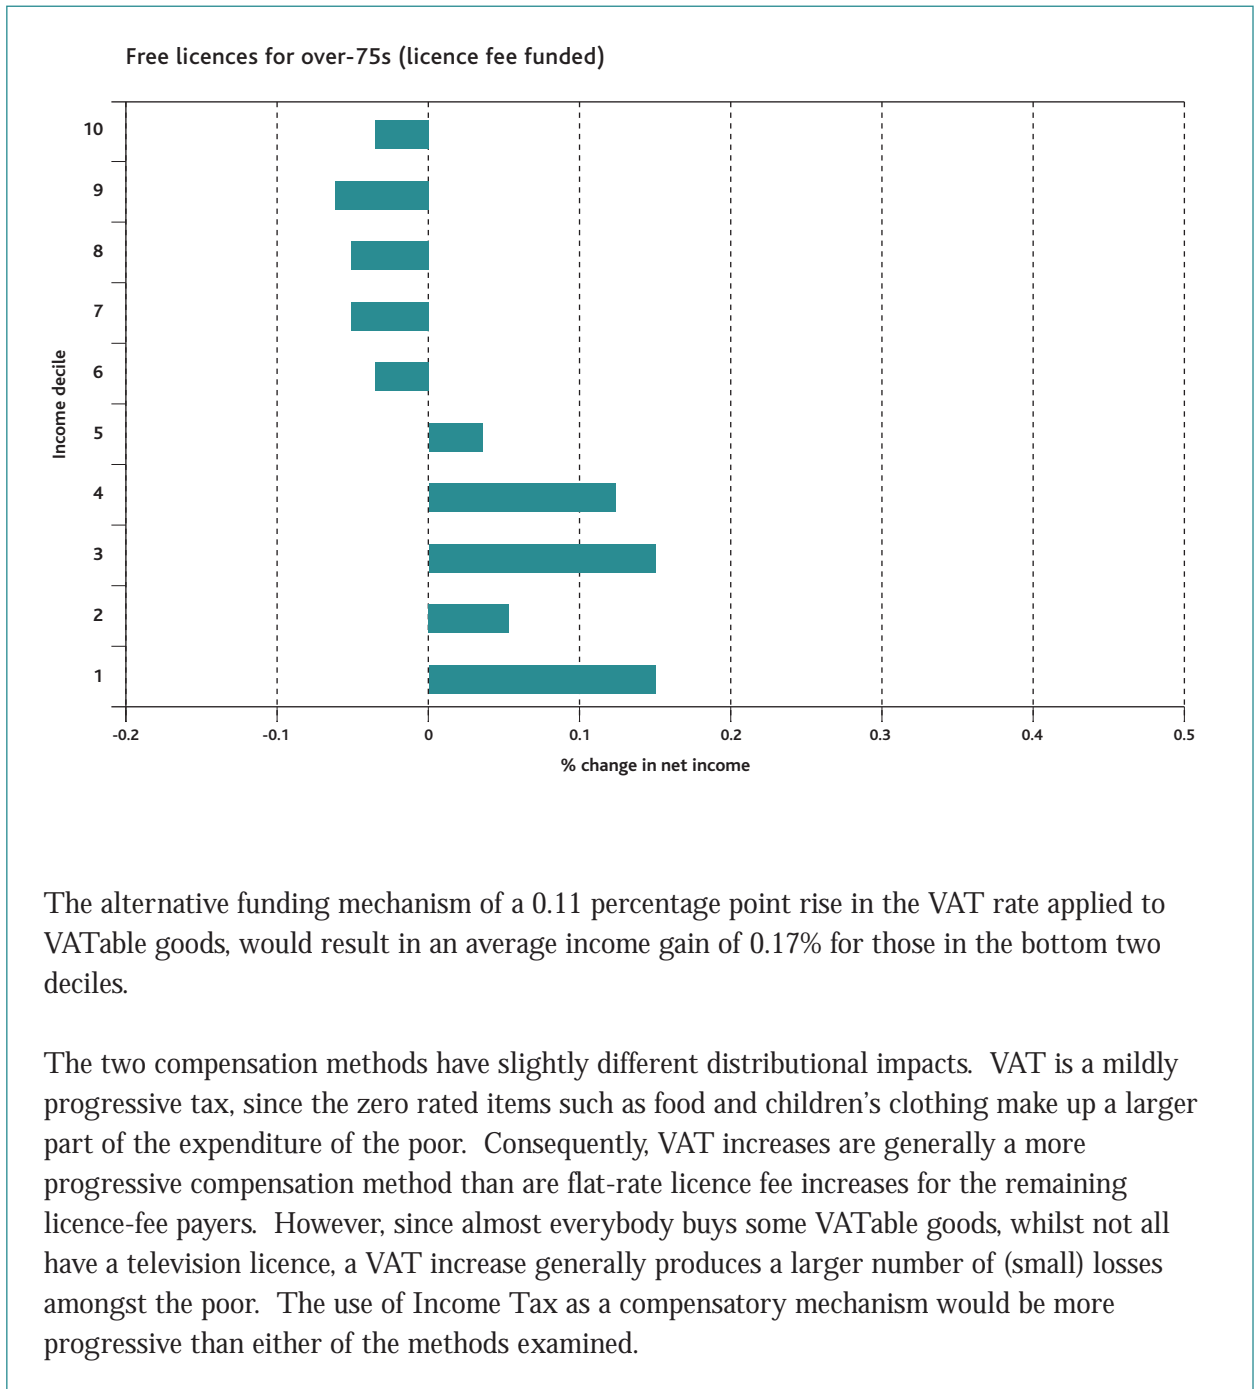 Free licences for over-75s (licence fee funded)
10
9
8
7
6
5
4
3
2
1
Income decile
-0.2 -0.1 0 0.1 0.2 0.3 0.4 0.5
% change in net income
The alternative funding mechanism of a 0.11 percentage point rise in the VAT rate applied to
VATable goods, would result in an average income gain of 0.17% for those in the bottom two
deciles.
The two compensation methods have slightly different distributional impacts.  VAT is a mildly
progressive tax, since the zero rated items such as food and children’s clothing make up a larger
part of the expenditure of the poor.  Consequently, VAT increases are generally a more
progressive compensation method than are flat-rate licence fee increases for the remaining
licence-fee payers.  However, since almost everybody buys some VATable goods, whilst not all
have a television licence, a VAT increase generally produces a larger number of (small) losses
amongst the poor.  The use of Income Tax as a compensatory mechanism would be more
progressive than either of the methods examined.